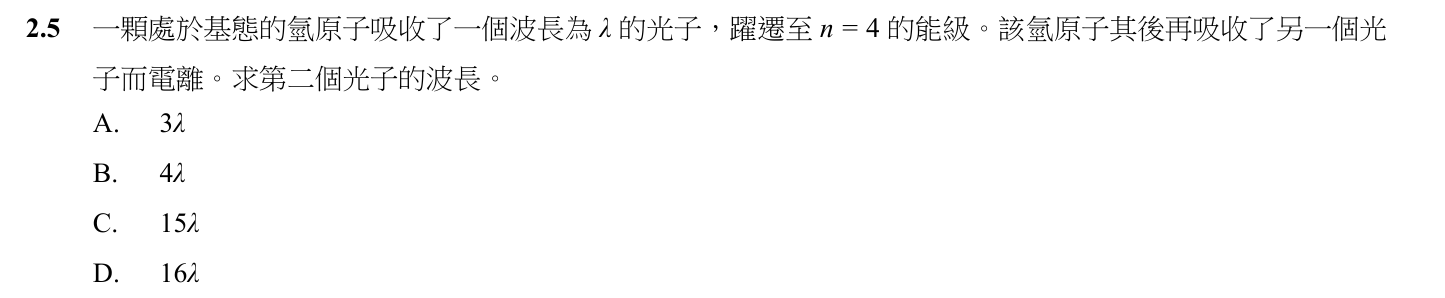 2.5 一顆處於基態的氫原子吸收了一個波長為 λ 的光子，躍遷至 n = 4 的能級。該氫原子其後再吸收了另一個光
子而電離。求第二個光子的波長。
A. 3λ
B. 4λ
C. 15λ
D. 16λ